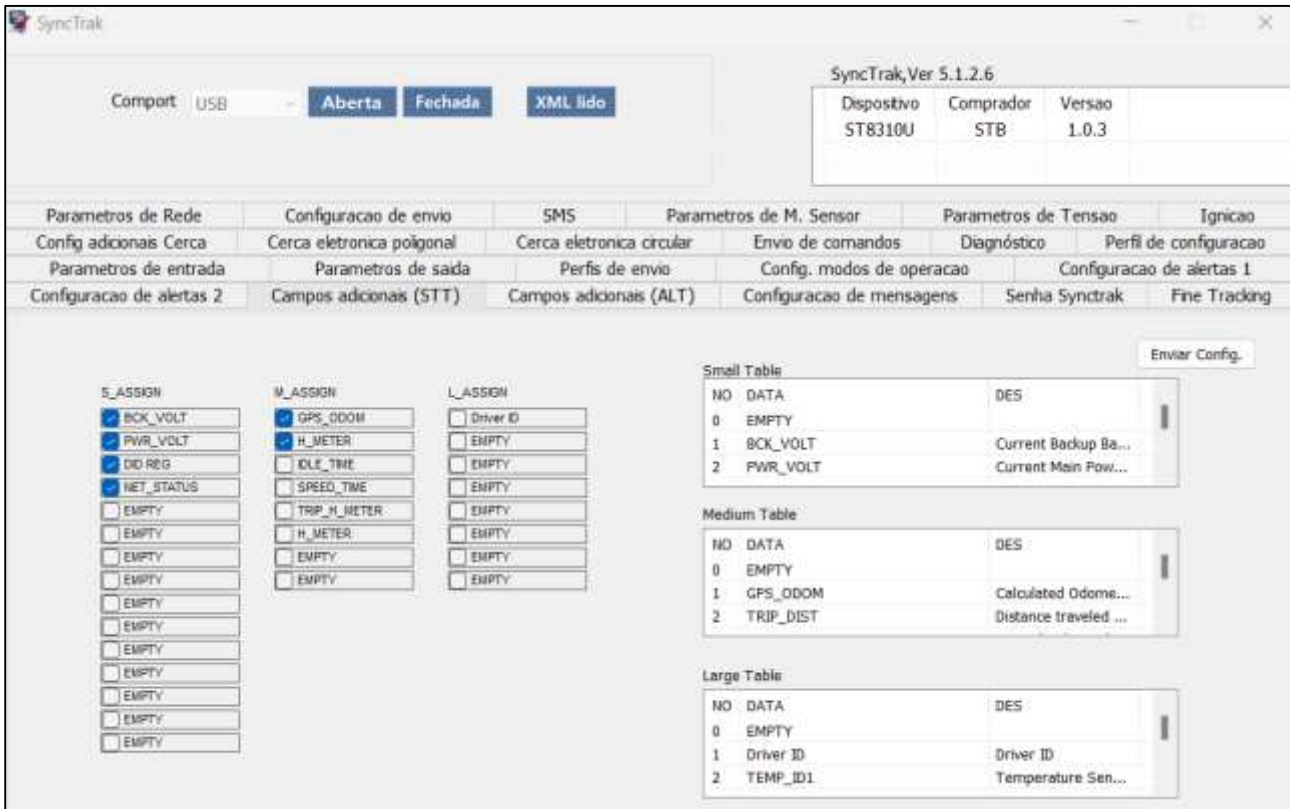 SyncTrak
SyncTrak,Ver 5.1.2.6
Comport USB Aberta Fechada XML lido
Dispositivo Comprador Versao
ST8310U STB 1.0.3
Parametros de Rede Configuracao de envio SMS Parametros de M. Sensor Parametros de Tensao Ignicao
Config adicionais Cerca Cerca eletronica poligonal Cerca eletronica circular Envio de comandos Diagnóstico Perfil de configuracao
Parametros de entrada Parametros de saida Perfis de envio Config. modos de operacao Configuracao de alertas 1
Configuracao de alertas 2 Campos adicionais (STT) Campos adicionais (ALT) Configuracao de mensagens Senha Synctrak Fine Tracking
Enviar Config.
S_ASSIGN
BCK_VOLT
PWR_VOLT
DID REG
NET_STATUS
EMPTY
EMPTY
EMPTY
EMPTY
EMPTY
EMPTY
EMPTY
EMPTY
EMPTY
EMPTY
EMPTY
M_ASSIGN
GPS_ODOM
H_METER
IDLE_TIME
SPEED_TIME
TRIP_H_METER
H_METER
EMPTY
EMPTY
L_ASSIGN
Driver ID
EMPTY
EMPTY
EMPTY
EMPTY
EMPTY
EMPTY
EMPTY
Small Table
NO DATA DES
0 EMPTY
1 BCK_VOLT Current Backup Ba...
2 PWR_VOLT Current Main Pow...
Medium Table
NO DATA DES
0 EMPTY
1 GPS_ODOM Calculated Odome...
2 TRIP_DIST Distance traveled ...
Large Table
NO DATA DES
0 EMPTY
1 Driver ID Driver ID
2 TEMP_ID1 Temperature Sen...